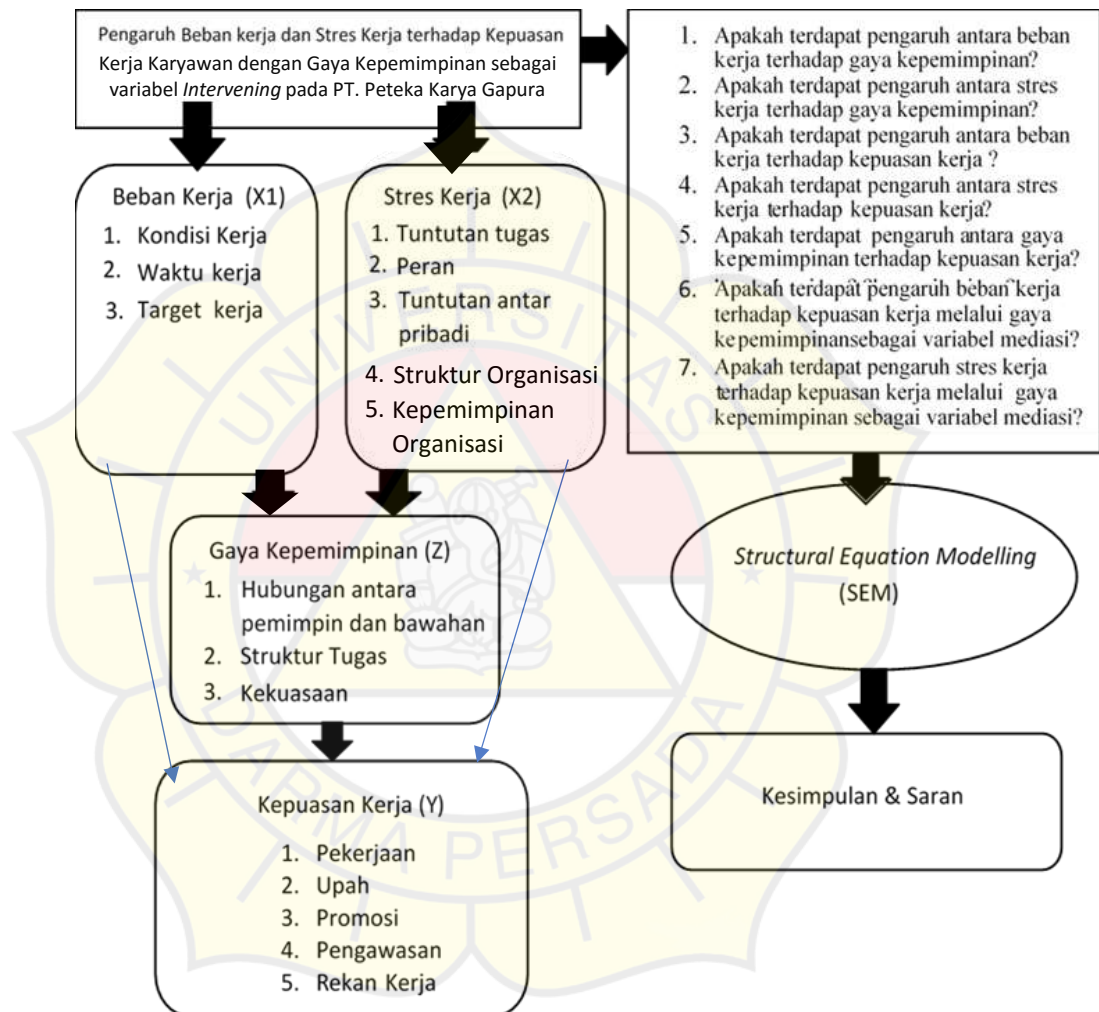 Pengaruh Beban kerja dan Stres Kerja terhadap Kepuasan
Kerja Karyawan dengan Gaya Kepemimpinan sebagai
variabel Intervening pada PT. Peteka Karya Gapura
Beban Kerja (X1)
1. Kondisi Kerja
2. Waktu kerja
3. Target kerja
Stres Kerja (X2)
1. Tuntutan tugas
2. Peran
3. Tuntutan antar
pribadi
4. Struktur Organisasi
5. Kepempinan
Organisasi
Gaya Kepemimpinan (Z)
1. Hubungan antara
pemimpin dan bawahan
2. Struktur Tugas
3. Kekuasaan
Kepuasan Kerja (Y)
1. Pekerjaan
2. Upah
3. Promosi
4. Pengawasan
5. Rekan Kerja
1. Apakah terdapat pengaruh antara beban
kerja terhadap gaya kepemimpinan?
2. Apakah terdapat pengaruh antara stres
kerja terhadap gaya kepemimpinan?
3. Apakah terdapat pengaruh antara beban
kerja terhadap kepuasan kerja ?
4. Apakah terdapat pengaruh antara stres
kerja terhadap kepuasan kerja?
5. Apakah terdapat pengaruh antara gaya
kepemimpinan terhadap kepuasan kerja?
6. Apakah terdapat pengaruh beban kerja
terhadap kepuasan kerja melalui gaya
kepemimpinansebagai variabel mediasi?
7. Apakah terdapat pengaruh stres kerja
terhadap kepuasan kerja melalui gaya
kepemimpinan sebagai variabel mediasi?
Structural Equation Modelling
(SEM)
Kesimpulan & Saran
UNIVERSITAS
DARMA PERSADA